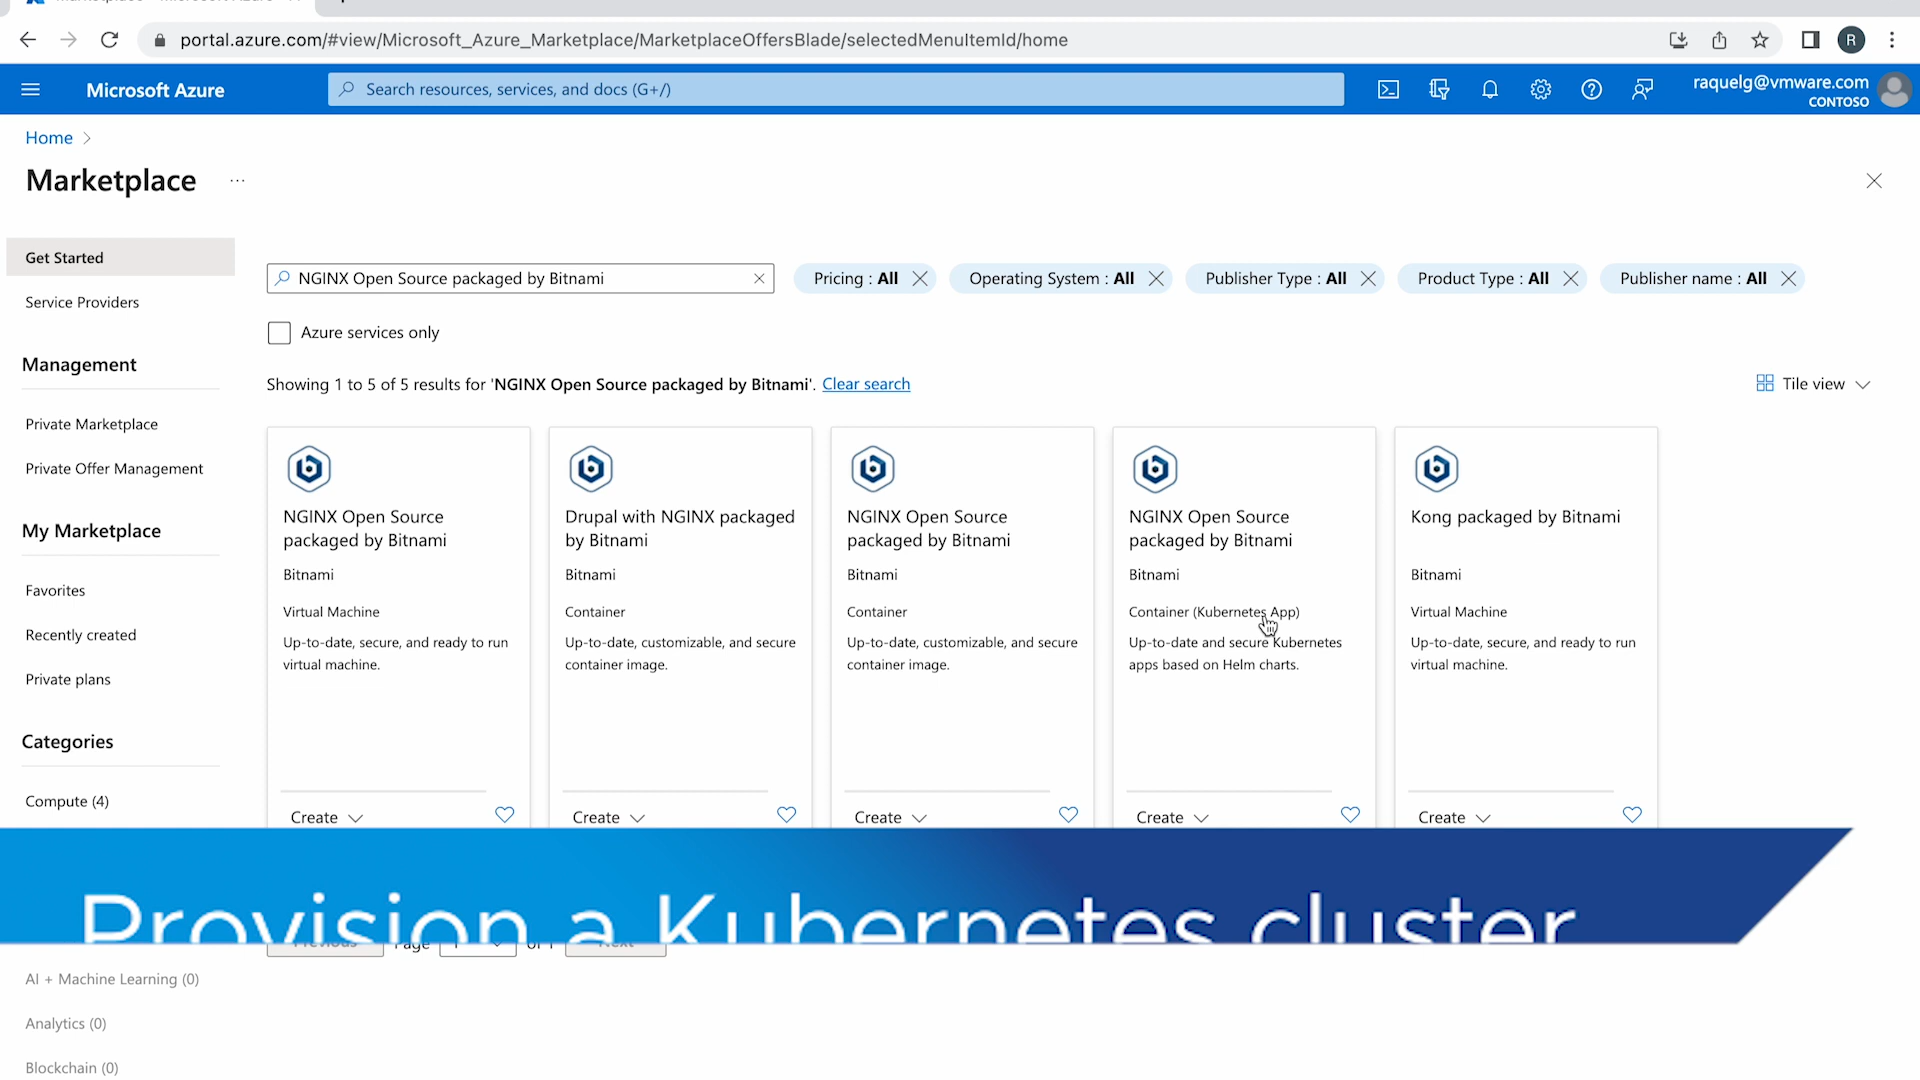 portal.azure.com/#view/Microsoft_Azure_Marketplace/MarketplaceOffersBlade/selectedMenuItemId/home
R
Microsoft Azure
Search resources, services, and docs (G+/)
raquelg@vmware.com
CONTOSO
Home
Marketplace
...
Get Started
Service Providers
Management
Private Marketplace
Private Offer Management
My Marketplace
Favorites
Recently created
Private plans
Categories
Compute (4)
AI + Machine Learning (0)
Analytics (0)
Blockchain (0)
NGINX Open Source packaged by Bitnami
Pricing : All
Operating System : All
Publisher Type : All
Product Type : All
Publisher name : All
Azure services only
Showing 1 to 5 of 5 results for 'NGINX Open Source packaged by Bitnami'. Clear search
Tile view
NGINX Open Source
packaged by Bitnami
Bitnami
Virtual Machine
Up-to-date, secure, and ready to run
virtual machine.
Create
Drupal with NGINX packaged
by Bitnami
Bitnami
Container
Up-to-date, customizable, and secure
container image.
Create
NGINX Open Source
packaged by Bitnami
Bitnami
Container
Up-to-date, customizable, and secure
container image.
Create
NGINX Open Source
packaged by Bitnami
Bitnami
Container (Kubernetes App)
Up-to-date and secure Kubernetes
apps based on Helm charts.
Create
Kong packaged by Bitnami
Bitnami
Virtual Machine
Up-to-date, secure, and ready to run
virtual machine.
Create
Provision a Kubernetes cluster